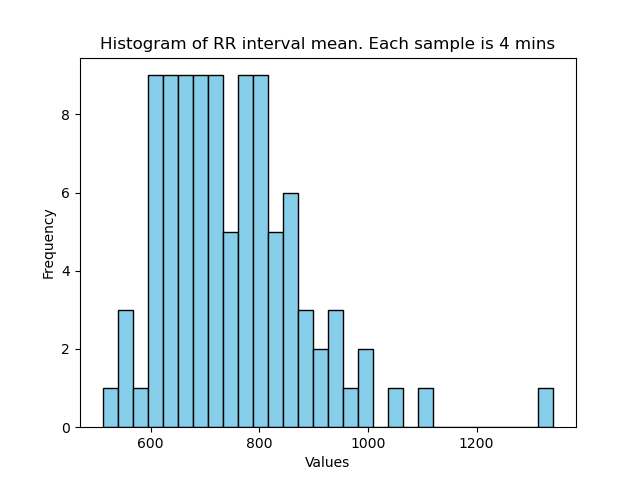 Histogram of RR interval mean. Each sample is 4 mins
8
6
4
2
0
Frequency
600 800 1000 1200
Values